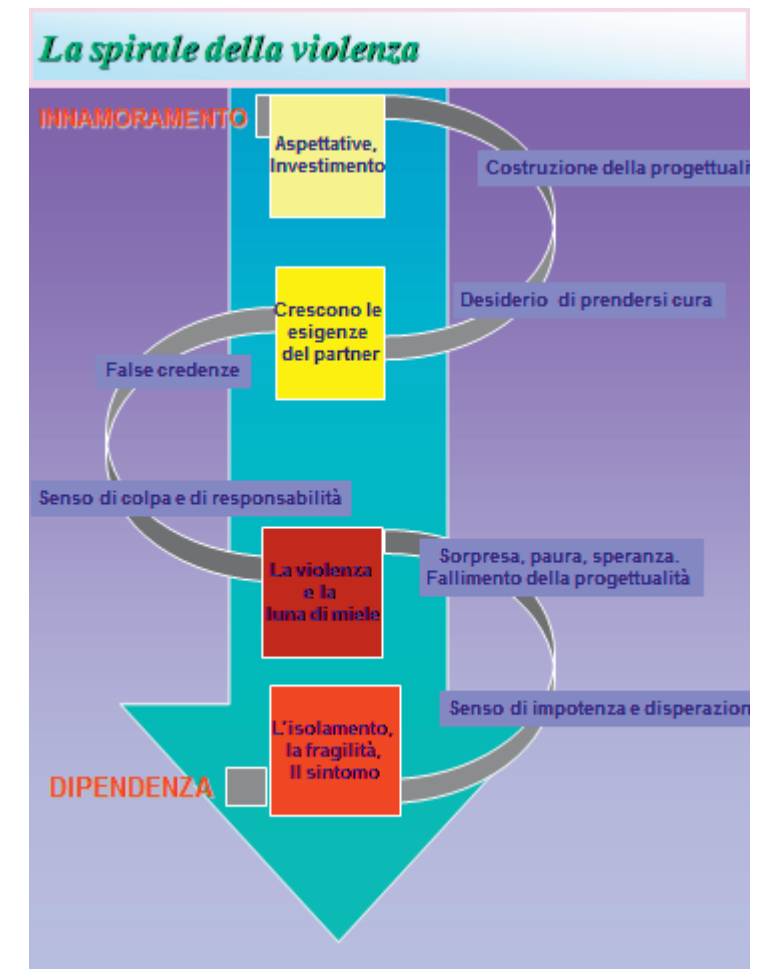 La spirale della violenza
INNAMORAMENTO
Aspettative,
Investimento
Costruzione della progettuali
Desiderio di prendersi cura
Crescono le
esigenze
del partner
False credenze
Senso di colpa e di responsabilità
La violenza
e la
luna di miele
Sorpresa, paura, speranza.
Fallimento della progettualità
Senso di impotenza e disperazion
L'isolamento,
la fragilità,
Il sintomo
DIPENDENZA